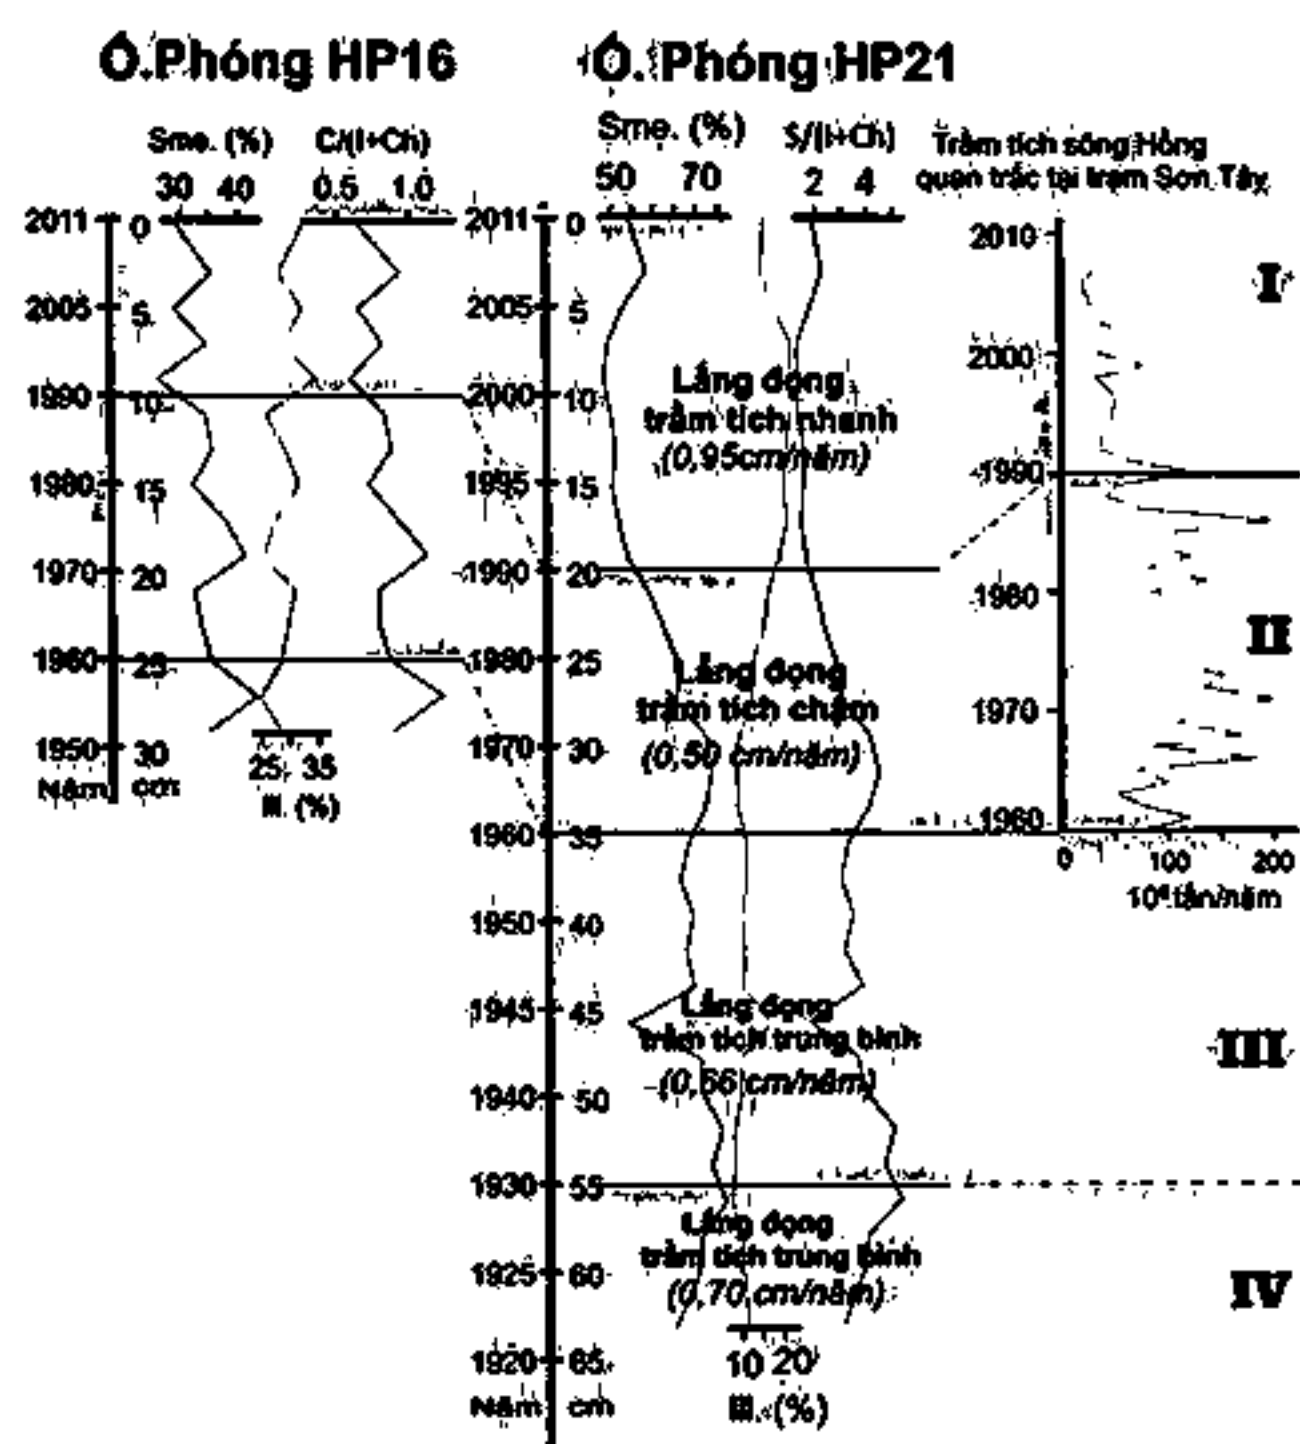 Ô.Phóng HP16
Ô. Phóng HP21
Sme. (%)
C/(I+Ch)
30 40
0.5 1.0
Sme. (%)
S/(I+Ch)
50 70
2 4
Trầm tích sông Hồng
quan trắc tại trạm Sơn Tây
2011 0
2005 5
1990 10
1980 15
1970 20
1960 25
1950 30
Năm cm
25 35
Ill. (%)
2011 0
2005 5
2000 10
1995 15
1990 20
1980 25
1970 30
1960 35
1950 40
1945 45
1940 50
1930 55
1925 60
1920 65
Năm cm
Lắng đọng
trầm tích nhanh
(0,95cm/năm)
Lắng đọng
trầm tích chậm
(0,50 cm/năm)
Lắng đọng
trầm tích trung bình
(0,66 cm/năm)
Lắng đọng
trầm tích trung bình
(0,70 cm/năm)
10 20
Ill. (%)
2010
2000
1990
1980
1970
1960
0 100 200
tấn/năm
I
II
III
IV